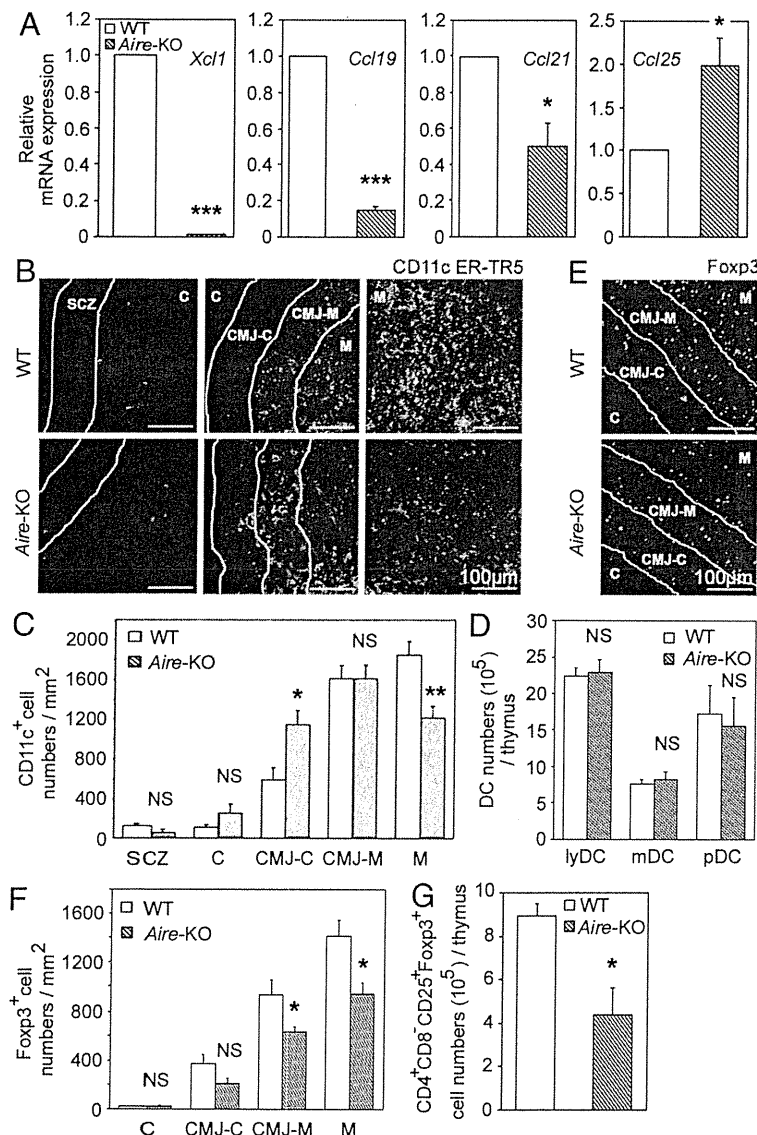 A
WT
Aire-KO
Relative
mRNA expression
Xcl1
1.2
1.0
0.8
0.6
0.4
0.2
0
***
Ccl19
1.2
1.0
0.8
0.6
0.4
0.2
0
***
Ccl21
1.2
1.0
0.8
0.6
0.4
0.2
0
*
Ccl25
2.5
2.0
1.5
1.0
0.5
0
*
B
CD11c ER-TR5
WT
SCZ
C
C
CMJ-C
CMJ-M
M
M
Aire-KO
100μm
E
Foxp3
WT
M
CMJ-M
CMJ-C
C
Aire-KO
M
CMJ-M
CMJ-C
C
100μm
C
WT
Aire-KO
CD11c+cell
numbers / mm2
2000
1600
1200
800
400
0
NS
NS
*
NS
**
SCZ
C
CMJ-C
CMJ-M
M
D
WT
Aire-KO
DC numbers (105)
/ thymus
30
25
20
15
10
5
0
NS
NS
NS
lyDC
mDC
pDC
F
WT
Aire-KO
Foxp3+cell
numbers / mm2
1600
1200
800
400
0
NS
NS
*
*
C
CMJ-C
CMJ-M
M
G
WT
Aire-KO
CD4+CD8-CD25+Foxp3+
cell numbers (105) / thymus
10
8
6
4
2
0
*